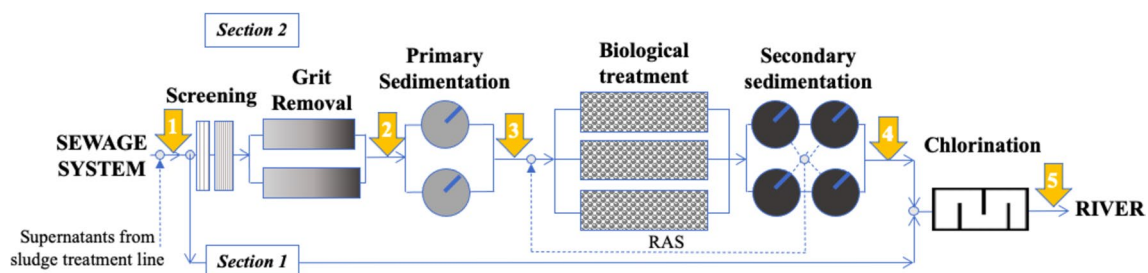 Section 2
Primary
Sedimentation
Biological
treatment
Secondary
sedimentation
Grit
Removal
Screening
1
2
3
4
5
SEWAGE
SYSTEM
Chlorination
RIVER
RAS
Supernatants from
sludge treatment line
Section 1